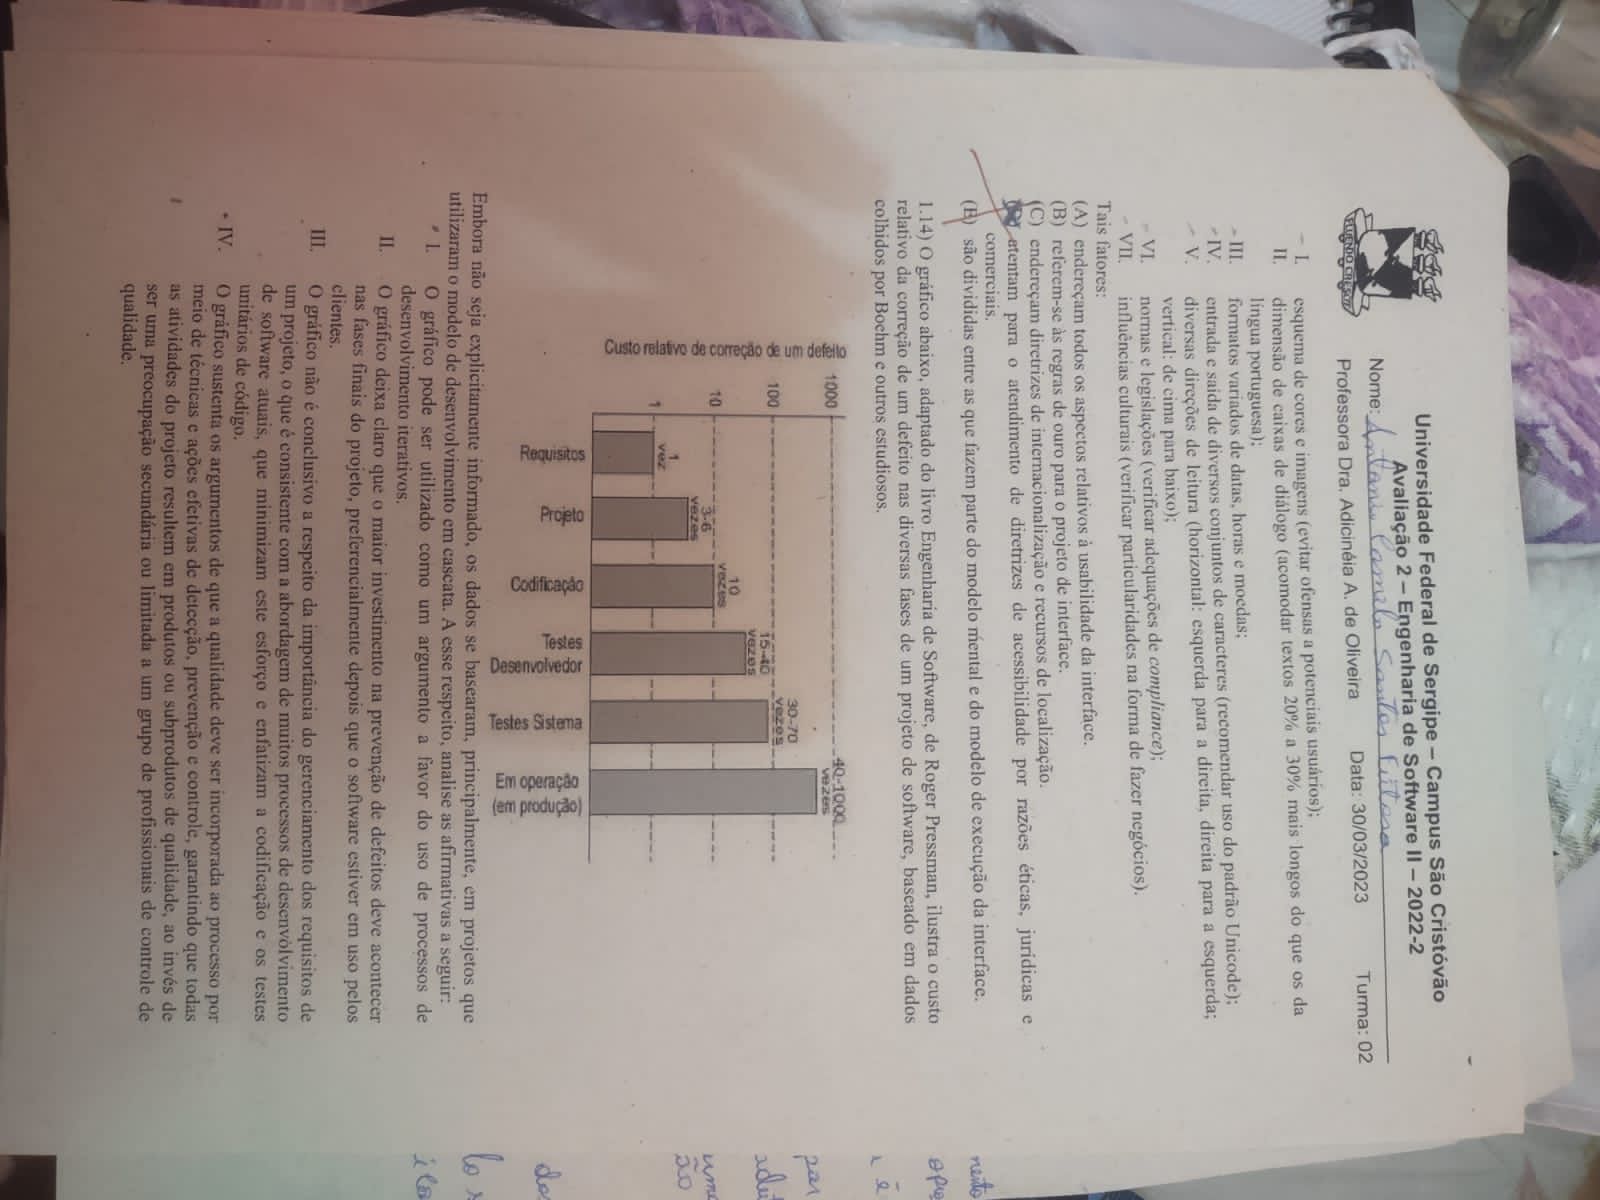 Universidade Federal de Sergipe – Campus São Cristóvão
Avaliação 2 – Engenharia de Software II – 2022-2
Nome: Antonio Camelo Santos
Professora Dra. Adicinéia A. de Oliveira Data: 30/03/2023 Turma: 02
- I. esquema de cores e imagens (evitar ofensas a potenciais usuários);
II. dimensão de caixas de diálogo (acomodar textos 20% a 30% mais longos do que os da
língua portuguesa);
- III. formatos variados de datas, horas e moedas;
- IV. entrada e saída de diversos conjuntos de caracteres (recomendar uso do padrão Unicode);
- V. diversas direções de leitura (horizontal: esquerda para a direita, direita para a esquerda;
vertical: de cima para baixo);
- VI. normas e legislações (verificar adequações de compliance);
- VII. influências culturais (verificar particularidades na forma de fazer negócios).
Tais fatores:
(A) endereçam todos os aspectos relativos à usabilidade da interface.
(B) referem-se às regras de ouro para o projeto de interface.
(C) endereçam diretrizes de internacionalização e recursos de localização.
atentam para o atendimento de diretrizes de acessibilidade por razões éticas, jurídicas e
comerciais.
(E) são divididas entre as que fazem parte do modelo mental e do modelo de execução da interface.
1.14) O gráfico abaixo, adaptado do livro Engenharia de Software, de Roger Pressman, ilustra o custo
relativo da correção de um defeito nas diversas fases de um projeto de software, baseado em dados
colhidos por Boehm e outros estudiosos.
Custo relativo de correção de um defeito
1000
100
10
1
1
vez
3-6
vezes
10
vezes
15-40
vezes
30-70
vezes
40-1000
vezes
Requisitos
Projeto
Codificação
Testes
Desenvolvedor
Testes Sistema
Em operação
(em produção)
Embora não seja explicitamente informado, os dados se basearam, principalmente, em projetos que
utilizaram o modelo de desenvolvimento em cascata. A esse respeito, analise as afirmativas a seguir:
I. O gráfico pode ser utilizado como um argumento a favor do uso de processos de
desenvolvimento iterativos.
II. O gráfico deixa claro que o maior investimento na prevenção de defeitos deve acontecer
nas fases finais do projeto, preferencialmente depois que o software estiver em uso pelos
clientes.
III. O gráfico não é conclusivo a respeito da importância do gerenciamento dos requisitos de
um projeto, o que é consistente com a abordagem de muitos processos de desenvolvimento
de software atuais, que minimizam este esforço e enfatizam a codificação e os testes
unitários de código.
IV. O gráfico sustenta os argumentos de que a qualidade deve ser incorporada ao processo por
meio de técnicas e ações efetivas de detecção, prevenção e controle, garantindo que todas
as atividades do projeto resultem em produtos ou subprodutos de qualidade, ao invés de
ser uma preocupação secundária ou limitada a um grupo de profissionais de controle de
qualidade.